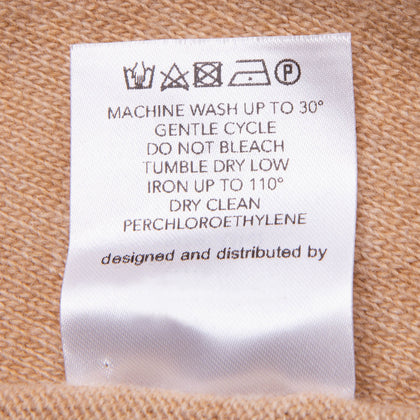 P
MACHINE WASH UP TO 30°
GENTLE CYCLE
DO NOT BLEACH
TUMBLE DRY LOW
IRON UP TO 110°
DRY CLEAN
PERCHLOROETHYLENE
designed and distributed by